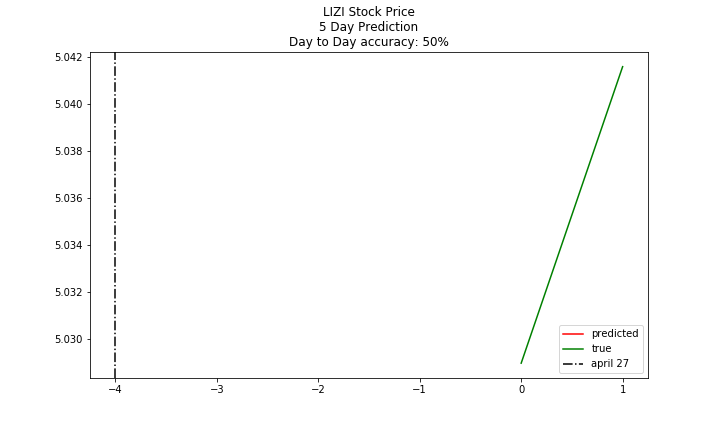 LIZI Stock Price
5 Day Prediction
Day to Day accuracy: 50%
5.042
5.040
5.038
5.036
5.034
5.032
5.030
−4
−3
−2
−1
0
1
predicted
true
april 27